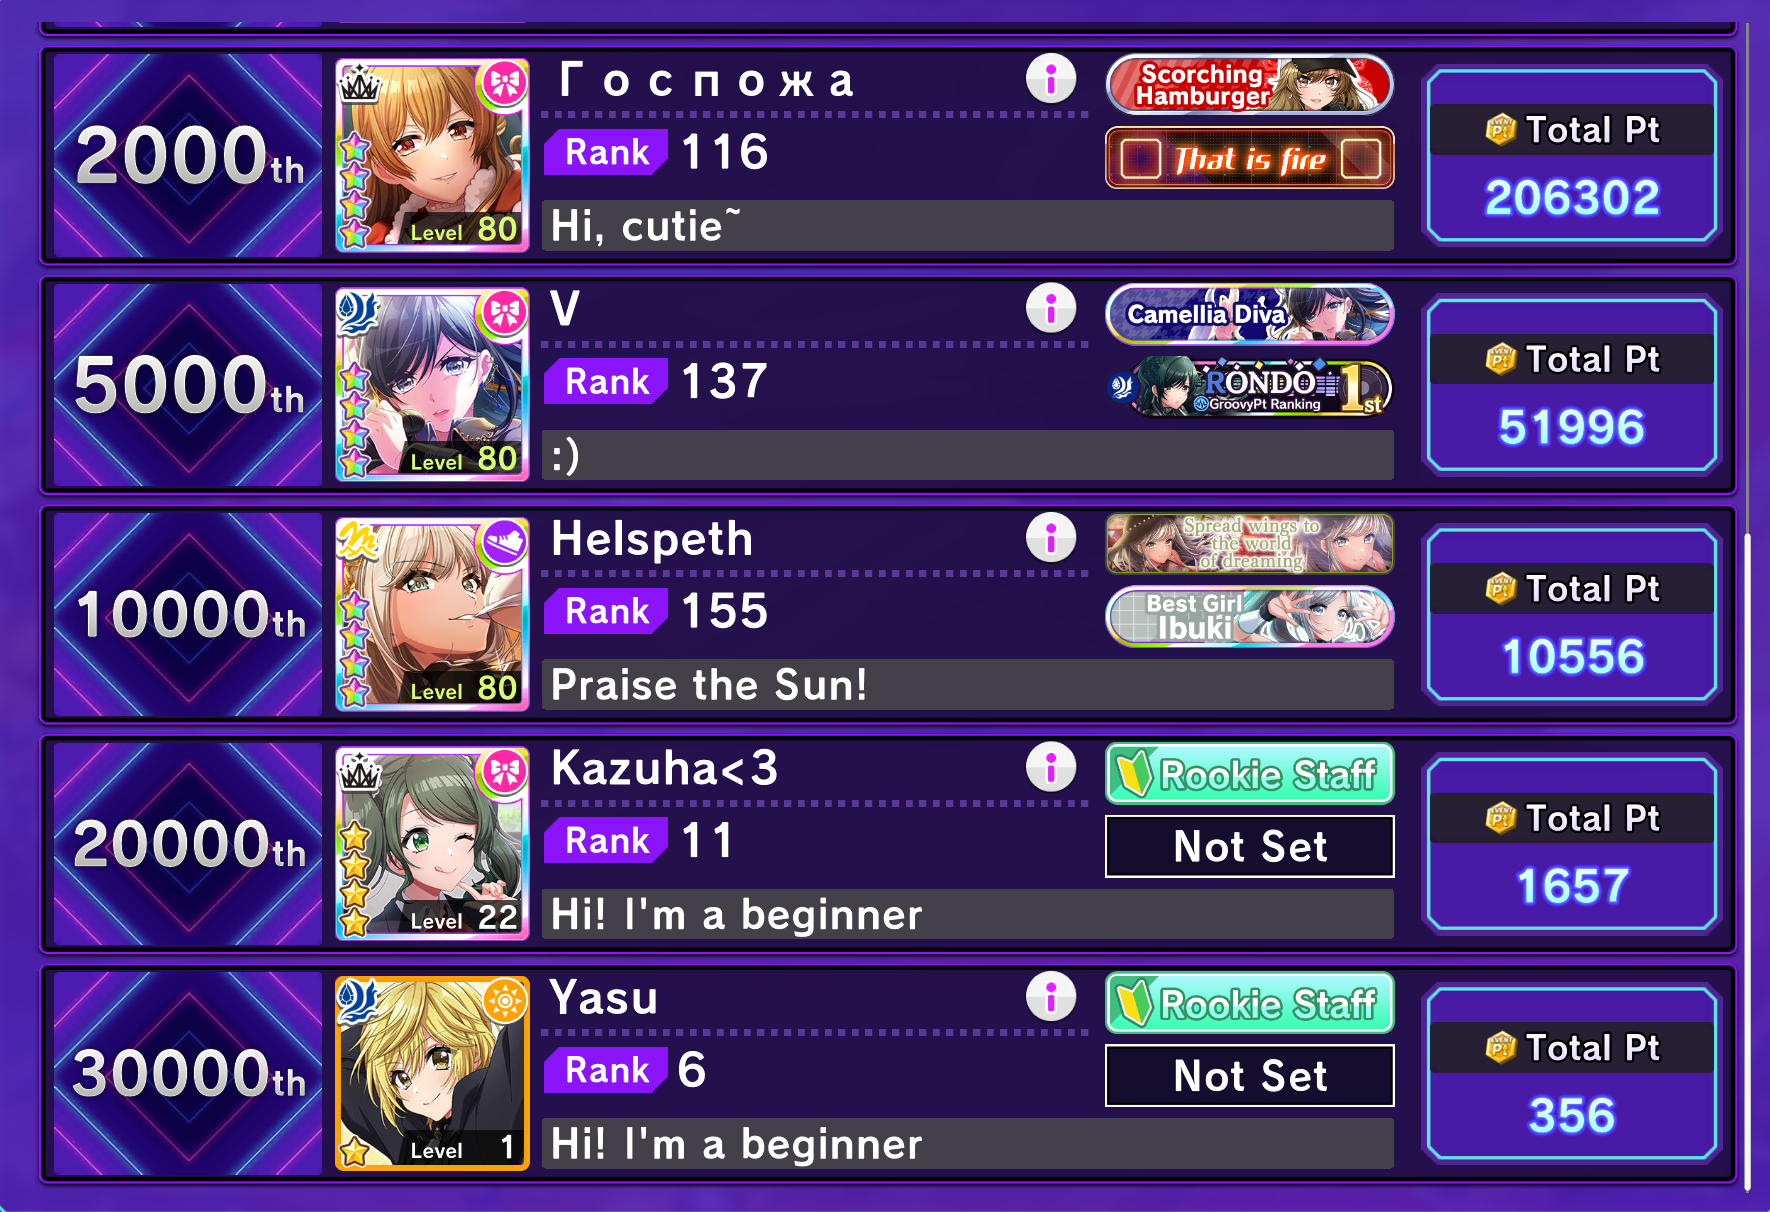 2000th
Level 80
Госпожа
Rank 116
Hi, cutie~
Scorching
Hamburger
That is fire
Total Pt
206302
5000th
Level 80
V
Rank 137
:)
Camellia Diva
RONDO
GroovyPt Ranking
1st
Total Pt
51996
10000th
Level 80
Helspeth
Rank 155
Praise the Sun!
Spread wings to
the world
of dreaming
Best Girl
Ibuki
Total Pt
10556
20000th
Level 22
Kazuha<3
Rank 11
Hi! I'm a beginner
Rookie Staff
Not Set
Total Pt
1657
30000th
Level 1
Yasu
Rank 6
Hi! I'm a beginner
Rookie Staff
Not Set
Total Pt
356